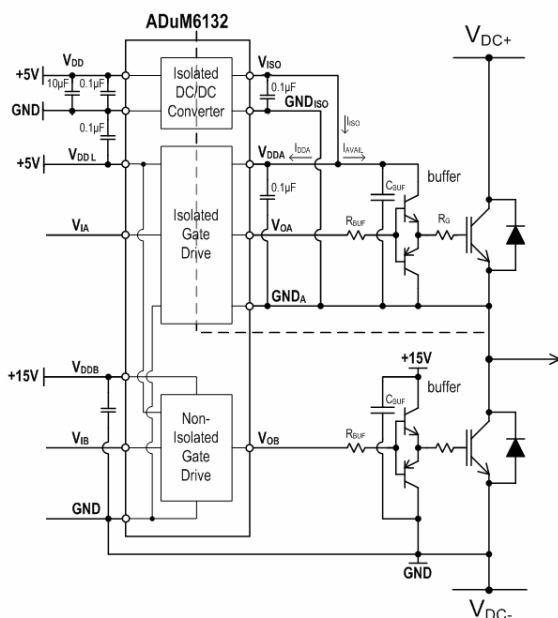 ADuM6132
VDC+
VDD
VISO
+5V
10µF
0.1µF
Isolated
DC/DC
Converter
0.1µF
GND
GNDISO
0.1µF
IISO
VDDL
VDDA
IDDA
IAVAIL
+5V
CBUF
buffer
0.1µF
Isolated
Gate
Drive
VIA
VOA
RBUF
RG
GNDA
+15V
VDDB
+15V
buffer
CBUF
Non-
Isolated
Gate
Drive
VIB
VOB
RBUF
GND
GND
VDC-